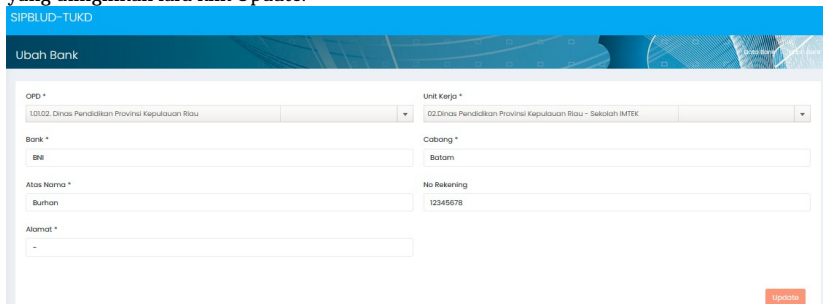 yang diinginkan lalu klik Update.
SIPBLUD-TUKD
Ubah Bank
OPD *
Unit Kerja *
1.01.02. Dinas Pendidikan Provinsi Kepulauan Riau
02.Dinas Pendidikan Provinsi Kepulauan Riau - Sekolah IMTEK
Bank *
Cabang *
BNI
Batam
Atas Nama *
No Rekening
Burhan
12345678
Alamat *
-
Update